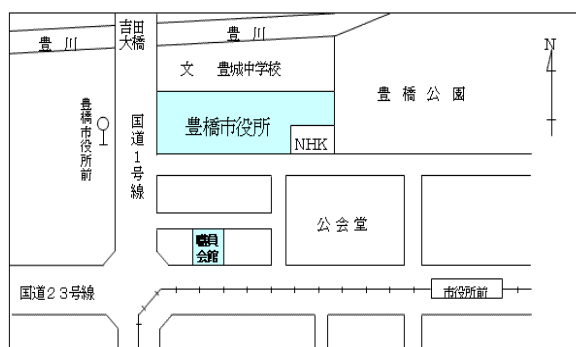 吉田
大橋
豊川
豊川
N
文 豊城中学校
豊橋公園
豊橋市役所前
国道1号線
豊橋市役所
NHK
公会堂
職員
会館
国道23号線
市役所前